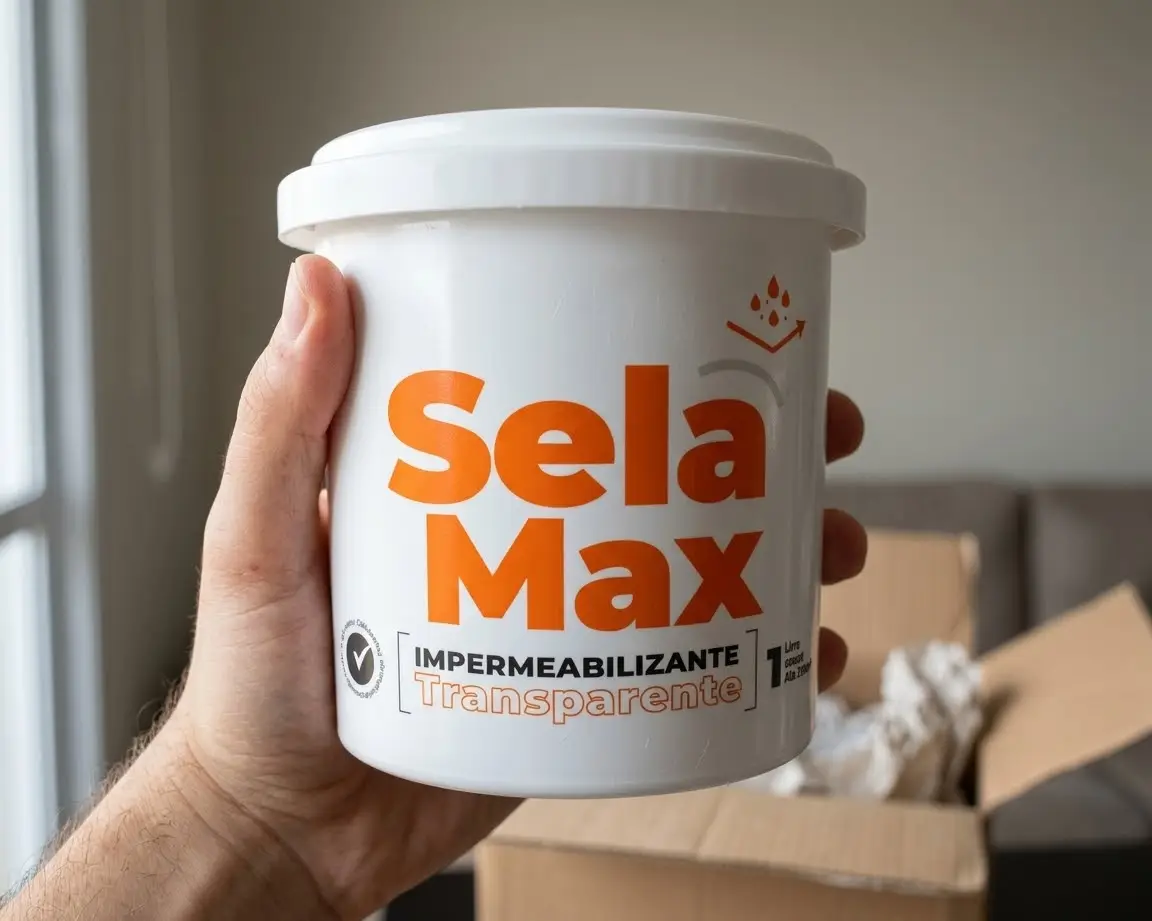 Sela
Max
IMPERMEABILIZANTE
Transparente
1